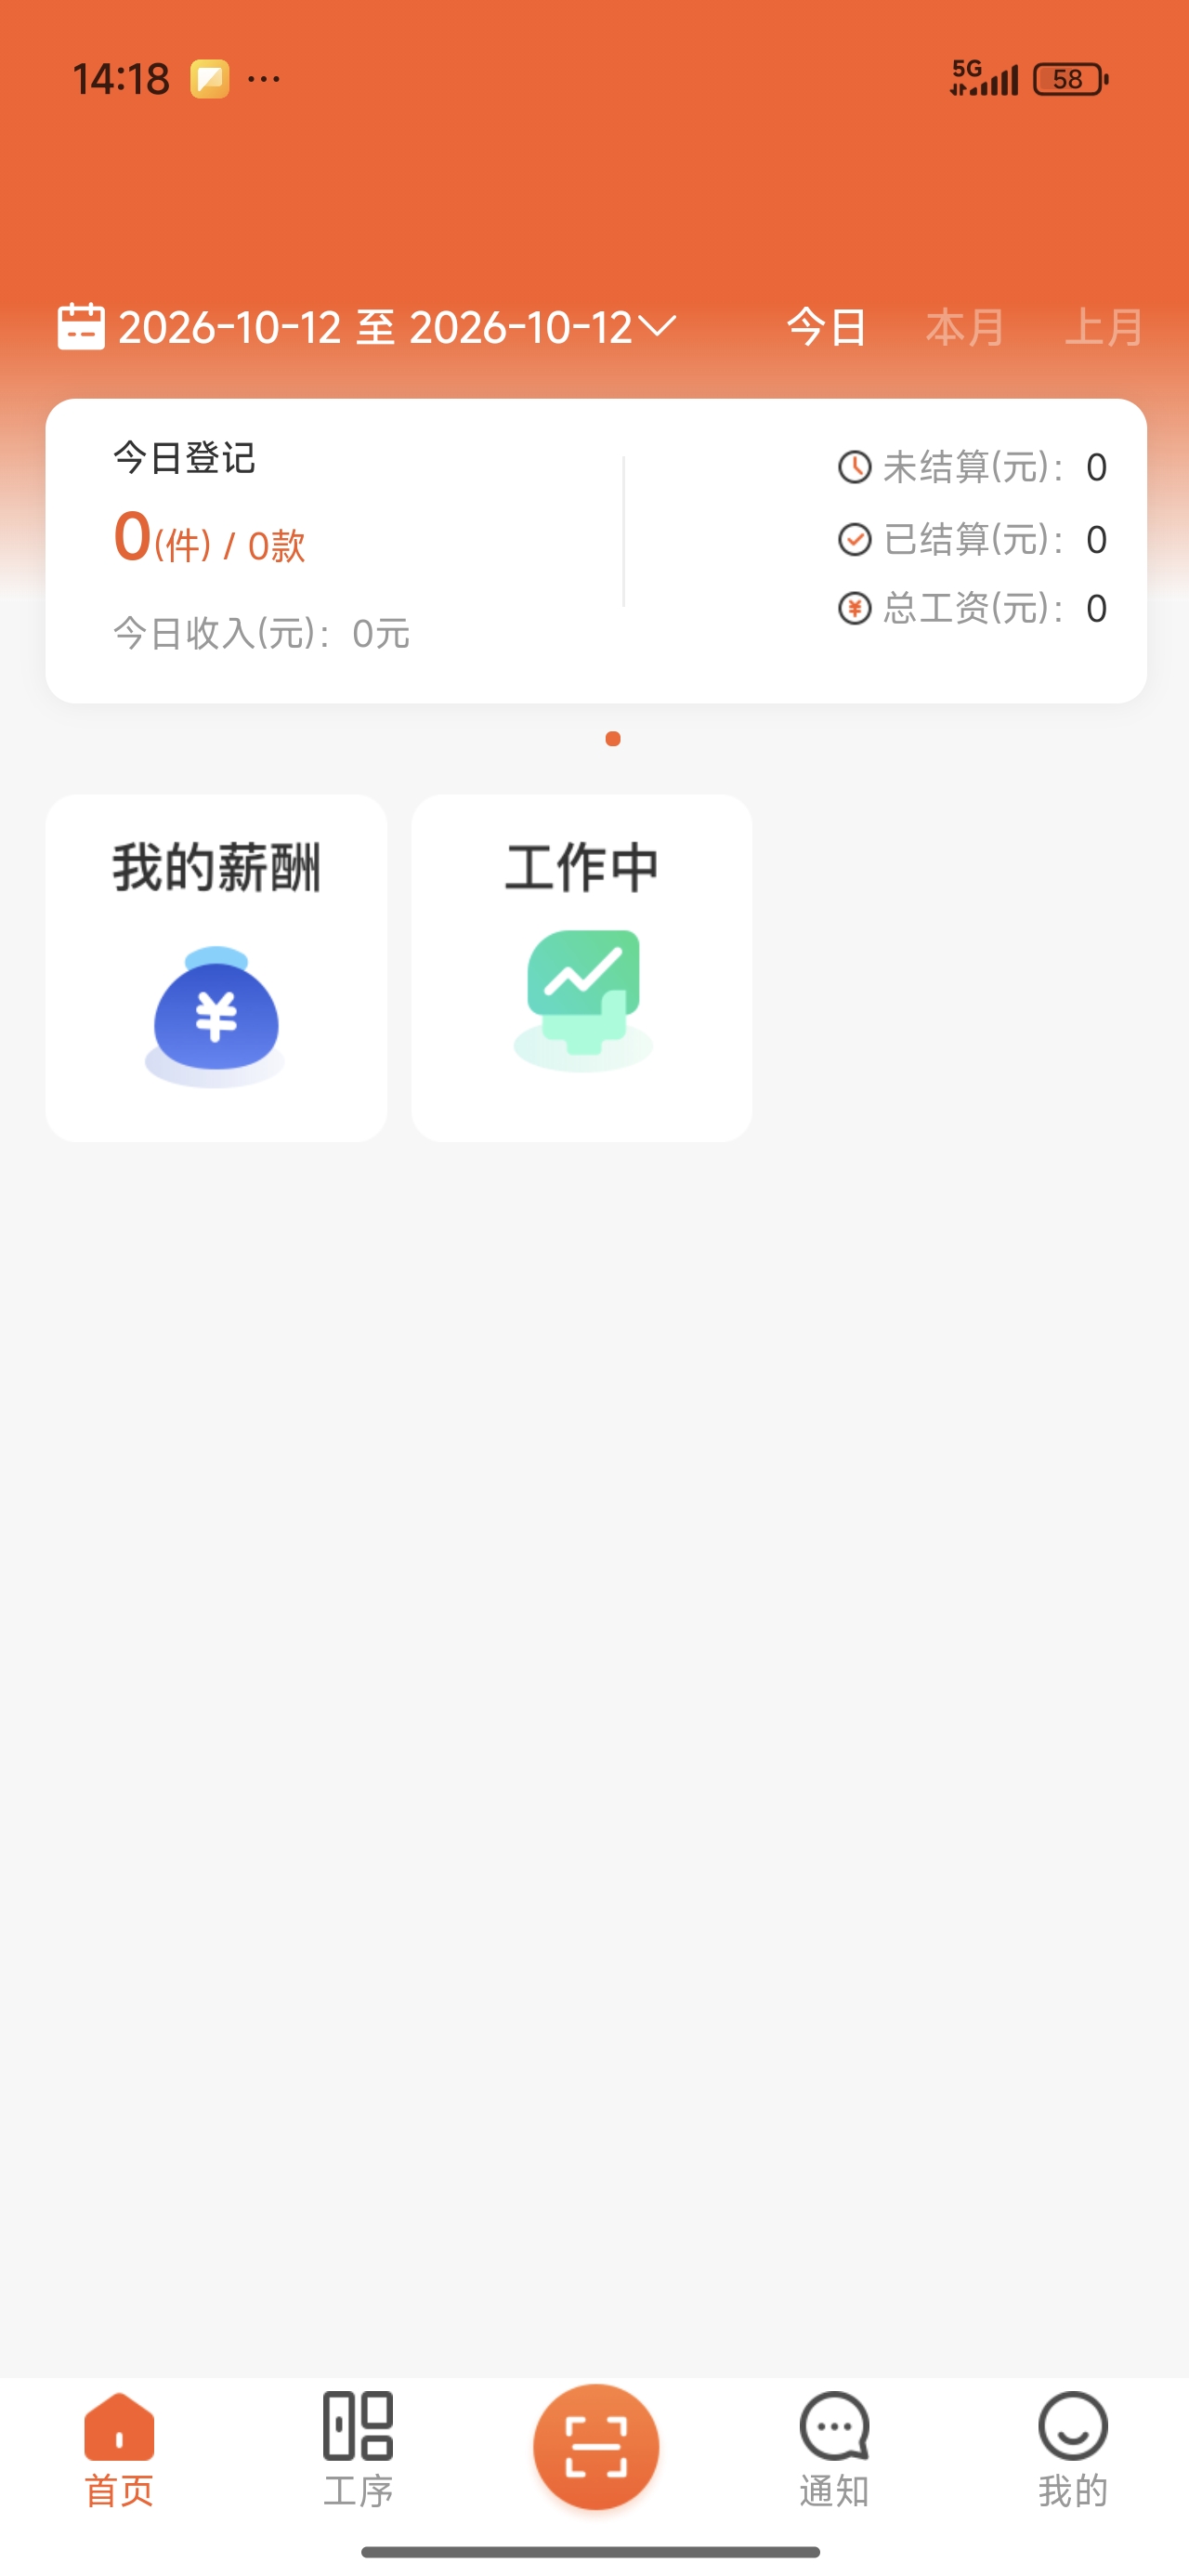 14:18 ... 5G 58
2026-10-12 至 2026-10-12 今日 本月 上月
今日登记
0(件) / 0款
今日收入(元): 0元
未结算(元): 0
已结算(元): 0
总工资(元): 0
我的薪酬 工作中
首页 工序 通知 我的